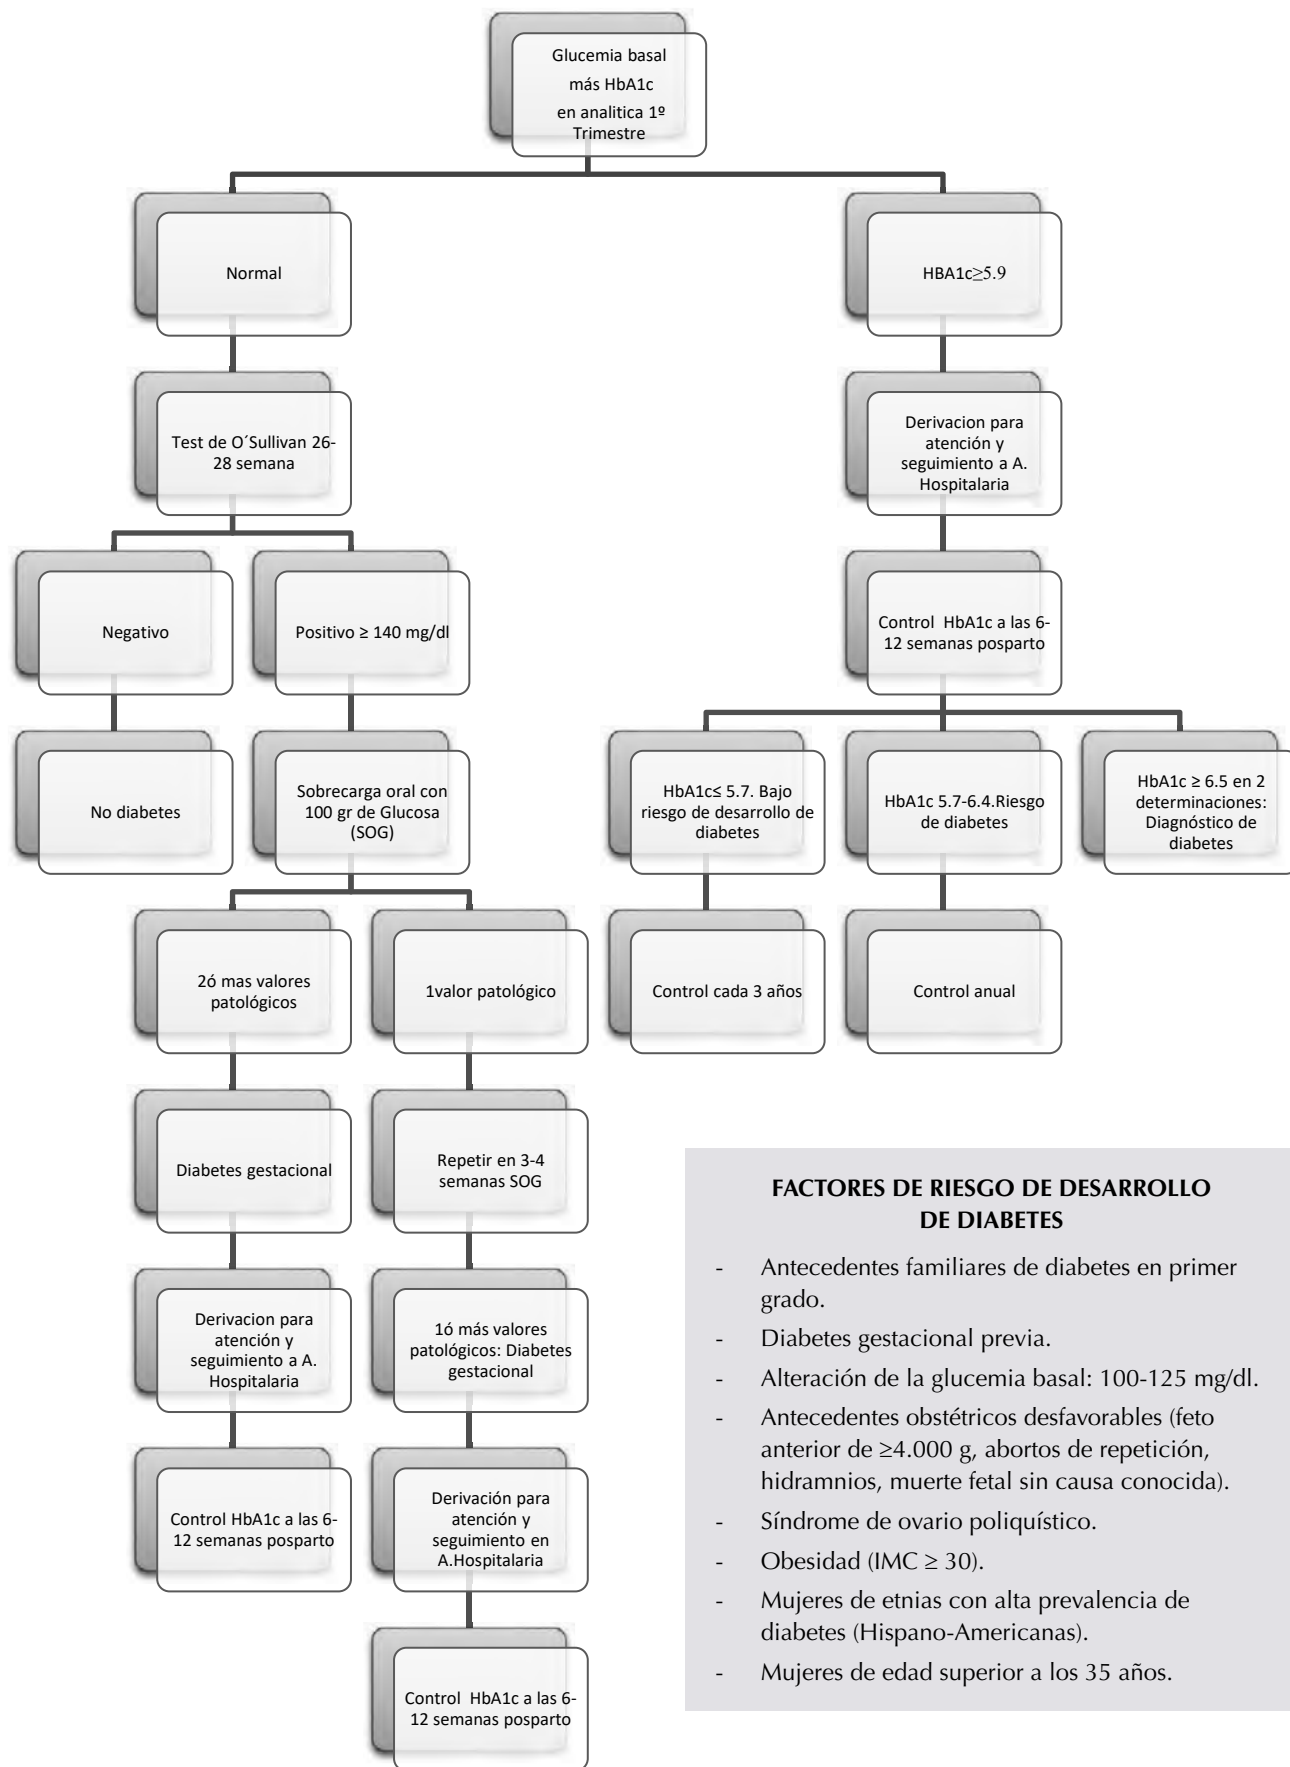 Glucemia basal
más HbA1c
en analitica 1º
Trimestre
Normal
HBA1c≥5.9
Test de O´Sullivan 26-
28 semana
Derivacion para
atención y
seguimiento a A.
Hospitalaria
Negativo
Positivo ≥ 140 mg/dl
Control HbA1c a las 6-
12 semanas posparto
No diabetes
Sobrecarga oral con
100 gr de Glucosa
(SOG)
HbA1c≤ 5.7. Bajo
riesgo de desarrollo de
diabetes
HbA1C 5.7-6.4.Riesgo
de diabetes
HbA1c ≥ 6.5 en 2
determinaciones:
Diagnóstico de
diabetes
2ó mas valores
patológicos
1valor patológico
Control cada 3 años
Control anual
Diabetes gestacional
Repetir en 3-4
semanas SOG
Derivacion para
atención y
seguimiento a A.
Hospitalaria
1ó más valores
patológicos: Diabetes
gestacional
Control HbA1c a las 6-
12 semanas posparto
Derivación para
atención y
seguimiento en
A.Hospitalaria
Control HbA1c a las 6-
12 semanas posparto
FACTORES DE RIESGO DE DESARROLLO
DE DIABETES
- Antecedentes familiares de diabetes en primer
grado.
- Diabetes gestacional previa.
- Alteración de la glucemia basal: 100-125 mg/dl.
- Antecedentes obstétricos desfavorables (feto
anterior de ≥4.000 g, abortos de repetición,
hidramnios, muerte fetal sin causa conocida).
- Síndrome de ovario poliquístico.
- Obesidad (IMC ≥ 30).
- Mujeres de etnias con alta prevalencia de
diabetes (Hispano-Americanas).
- Mujeres de edad superior a los 35 años.